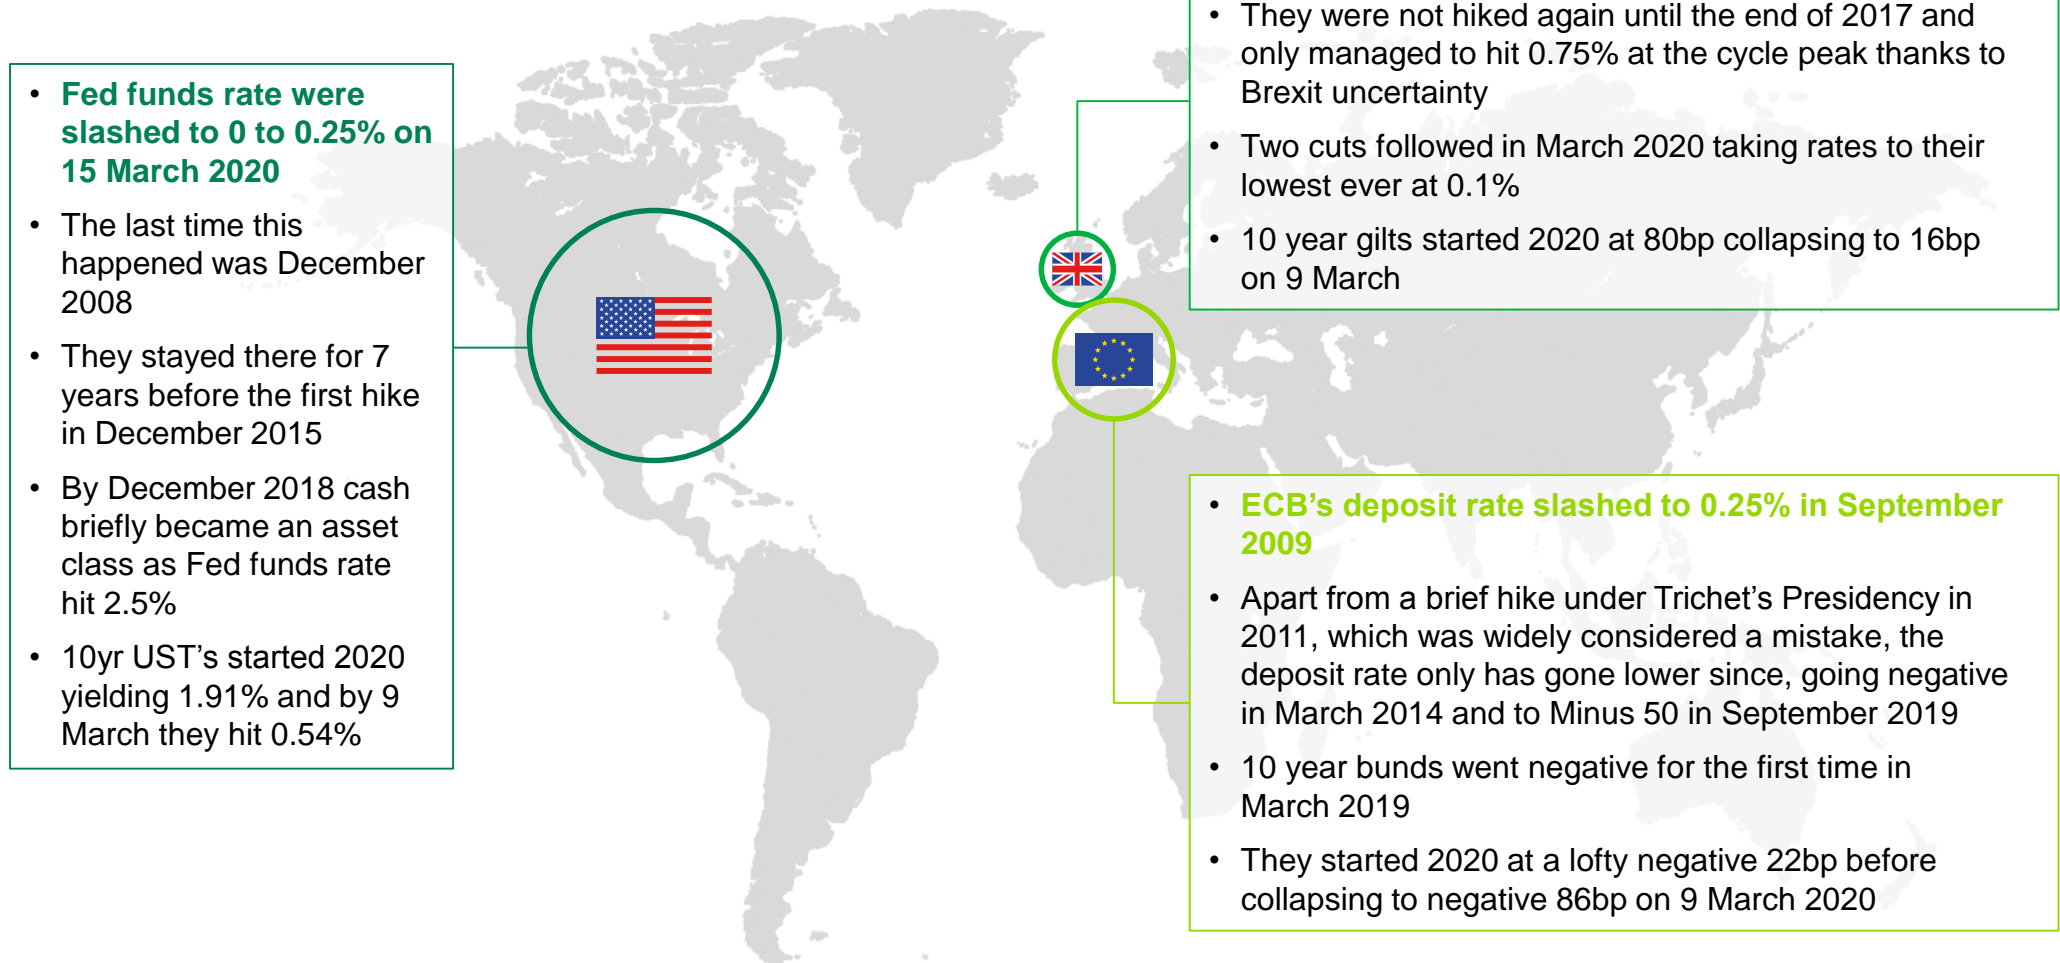 • Fed funds rate were
slashed to 0 to 0.25% on
15 March 2020
• The last time this
happened was December
2008
• They stayed there for 7
years before the first hike
in December 2015
• By December 2018 cash
briefly became an asset
class as Fed funds rate
hit 2.5%
• 10yr UST’s started 2020
yielding 1.91% and by 9
March they hit 0.54%
• They were not hiked again until the end of 2017 and
only managed to hit 0.75% at the cycle peak thanks to
Brexit uncertainty
• Two cuts followed in March 2020 taking rates to their
lowest ever at 0.1%
• 10 year gilts started 2020 at 80bp collapsing to 16bp
on 9 March
• ECB’s deposit rate slashed to 0.25% in September
2009
• Apart from a brief hike under Trichet’s Presidency in
2011, which was widely considered a mistake, the
deposit rate only has gone lower since, going negative
in March 2014 and to Minus 50 in September 2019
• 10 year bunds went negative for the first time in
March 2019
• They started 2020 at a lofty negative 22bp before
collapsing to negative 86bp on 9 March 2020